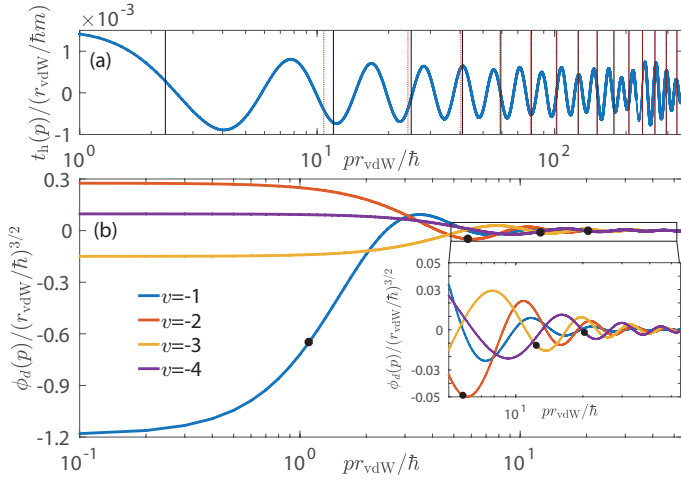 ×10⁻³
(a)
1
0
-1
t_h(p)/(r_vdW/ħm)
10⁰ 10¹ 10²
pr_vdW/ħ
0.3
0
-0.3
-0.6
-0.9
-1.2
ϕ_d(p)/(r_vdW/ħ)^3/2
(b)
v=-1
v=-2
v=-3
v=-4
0.05
0.03
0
-0.03
-0.05
ϕ_d(p)/(r_vdW/ħ)^3/2
10¹ pr_vdW/ħ
10⁻¹ 10⁰ 10¹
pr_vdW/ħ